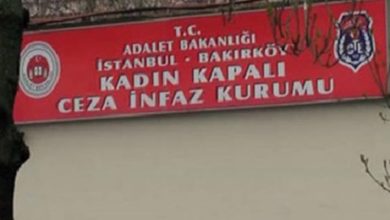 T.C.
ADALET BAKANLIĞI
İSTANBUL - BAKIRKÖY
KADIN KAPALI
CEZA İNFAZ KURUMU